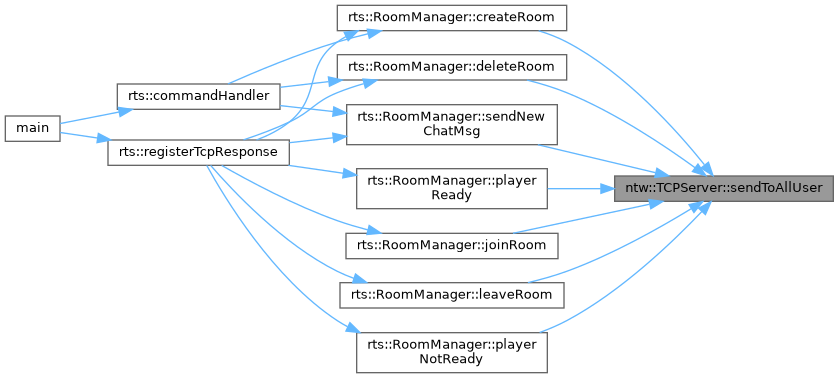 main
rts::commandHandler
rts::registerTcpResponse
rts::RoomManager::createRoom
rts::RoomManager::deleteRoom
rts::RoomManager::sendNew
ChatMsg
rts::RoomManager::player
Ready
rts::RoomManager::joinRoom
rts::RoomManager::leaveRoom
rts::RoomManager::player
NotReady
ntw::TCPServer::sendToAllUser